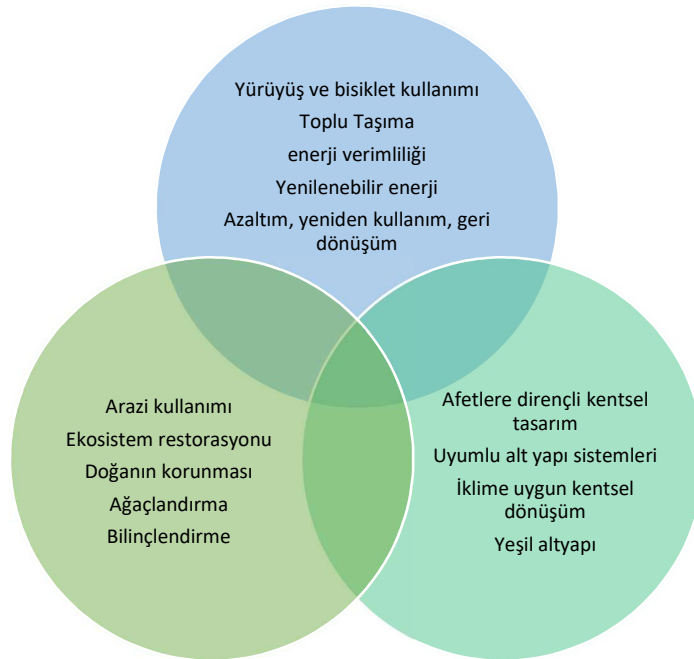 Yürüyüş ve bisiklet kullanımı
Toplu Taşıma
enerji verimliliği
Yenilenebilir enerji
Azaltım, yeniden kullanım, geri
dönüşüm
Arazi kullanımı
Ekosistem restorasyonu
Doğanın korunması
Ağaçlandırma
Bilinçlendirme
Afetlere dirençli kentsel
tasarım
Uyumlu alt yapı sistemleri
İklime uygun kentsel
dönüşüm
Yeşil altyapı